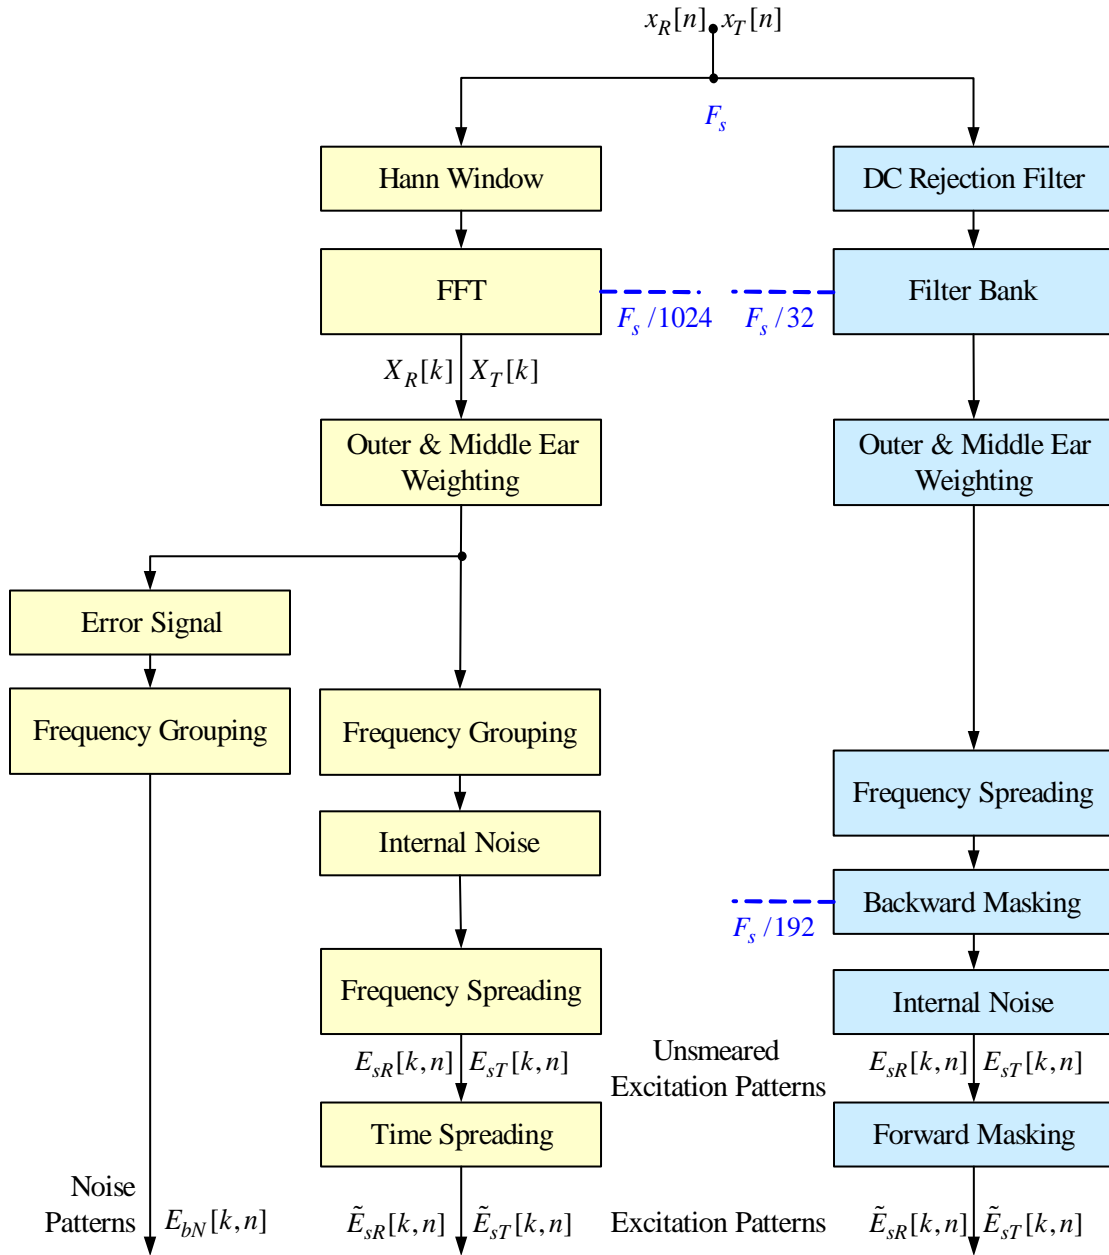 x_R[n] x_T[n]
F_s
Hann Window
DC Rejection Filter
FFT
Filter Bank
F_s /1024
F_s /32
X_R[k] X_T[k]
Outer & Middle Ear
Weighting
Outer & Middle Ear
Weighting
Error Signal
Frequency Grouping
Frequency Grouping
Frequency Spreading
Internal Noise
Backward Masking
F_s /192
Frequency Spreading
Internal Noise
E_sR[k,n] E_sT[k,n]
Unsmeared
Excitation Patterns
E_sR[k,n] E_sT[k,n]
Time Spreading
Forward Masking
Noise
Patterns
E_bN[k,n]
Ẽ_sR[k,n] Ẽ_sT[k,n]
Excitation Patterns
Ẽ_sR[k,n] Ẽ_sT[k,n]